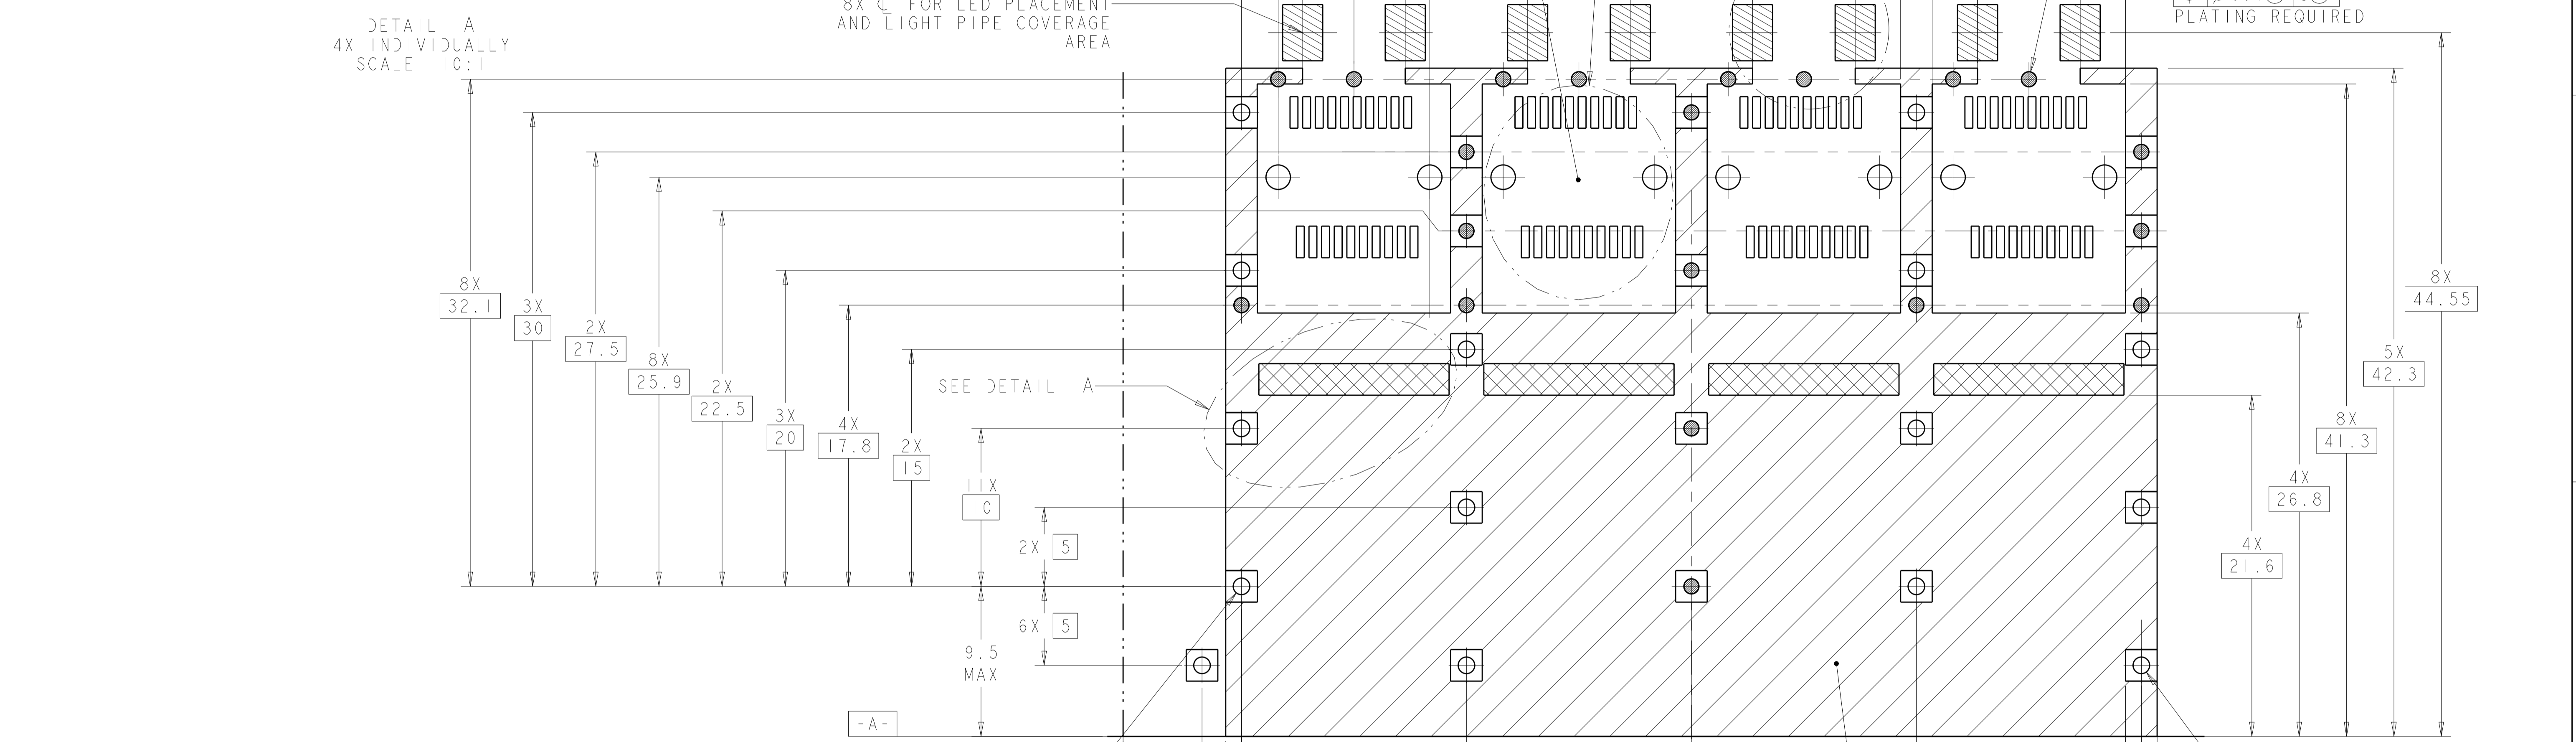 8X ℄ FOR LED PLACEMENT
AND LIGHT PIPE COVERAGE
AREA
PLATING REQUIRED
DETAIL A
4X INDIVIDUALLY
SCALE 10:1
8X
32.1
3X
30
2X
27.5
8X
25.9
2X
22.5
3X
20
4X
17.8
2X
15
11X
10
2X 5
6X 5
9.5
MAX
SEE DETAIL A
-A-
8X
44.55
5X
42.3
8X
41.3
4X
26.8
4X
21.6